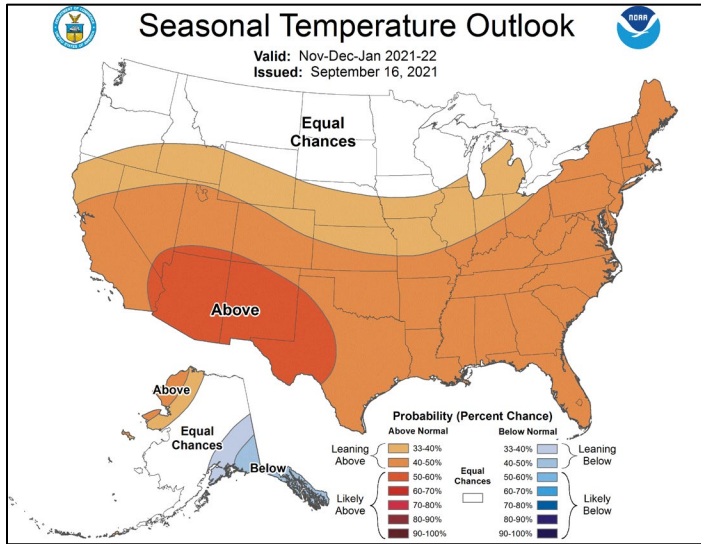 Seasonal Temperature Outlook
NOAA
Valid: Nov-Dec-Jan 2021-22
Issued: September 16, 2021
Equal
Chances
Above
Above
Equal
Chances
Below
Probability (Percent Chance)
Above Normal
Below Normal
Leaning
Above
33-40%
40-50%
Likely
Above
50-60%
60-70%
70-80%
80-90%
90-100%
Equal
Chances
33-40%
40-50%
Leaning
Below
50-60%
60-70%
70-80%
80-90%
90-100%
Likely
Below